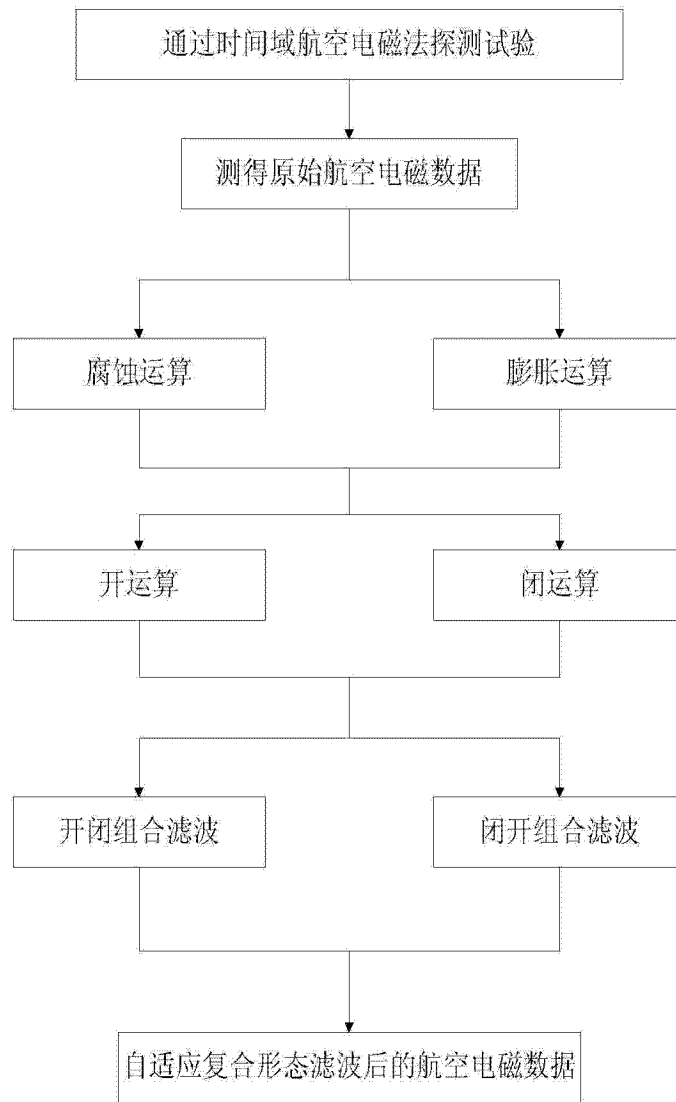 通过时间域航空电磁法探测试验
测得原始航空电磁数据
腐蚀运算
膨胀运算
开运算
闭运算
开闭组合滤波
闭开组合滤波
自适应复合形态滤波后的航空电磁数据